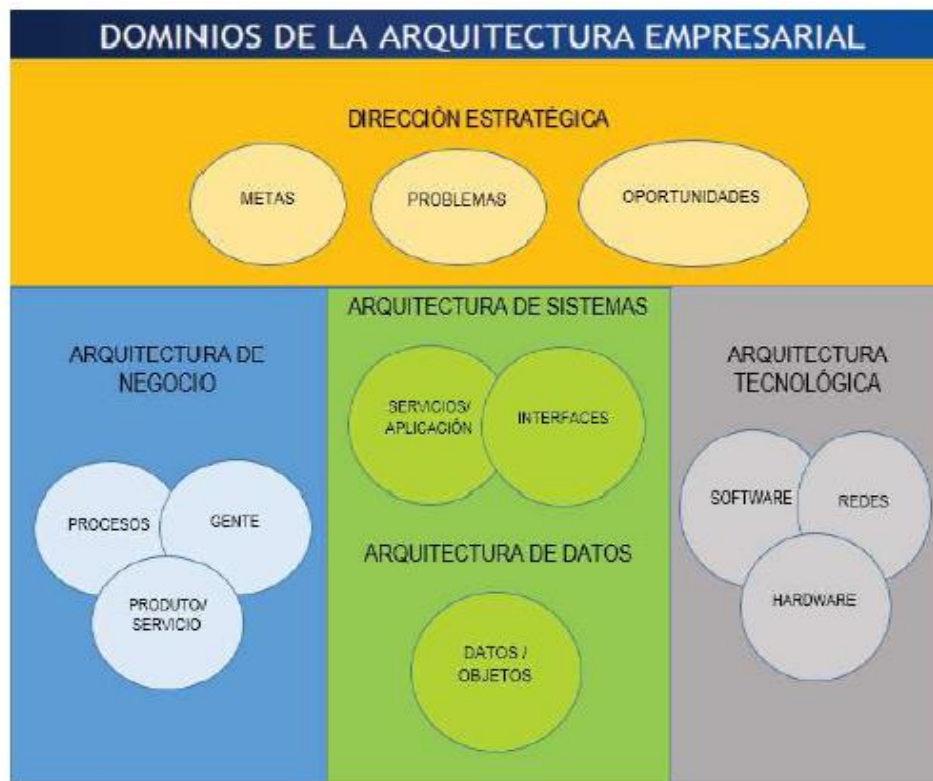 DOMINIOS DE LA ARQUITECTURA EMPRESARIAL
DIRECCIÓN ESTRATÉGICA
METAS
PROBLEMAS
OPORTUNIDADES
ARQUITECTURA DE
NEGOCIO
PROCESOS
GENTE
PRODUTO/
SERVICIO
ARQUITECTURA DE SISTEMAS
SERVICIOS/
APLICACIÓN
INTERFACES
ARQUITECTURA DE DATOS
DATOS /
OBJETOS
ARQUITECTURA
TECNOLÓGICA
SOFTWARE
REDES
HARDWARE